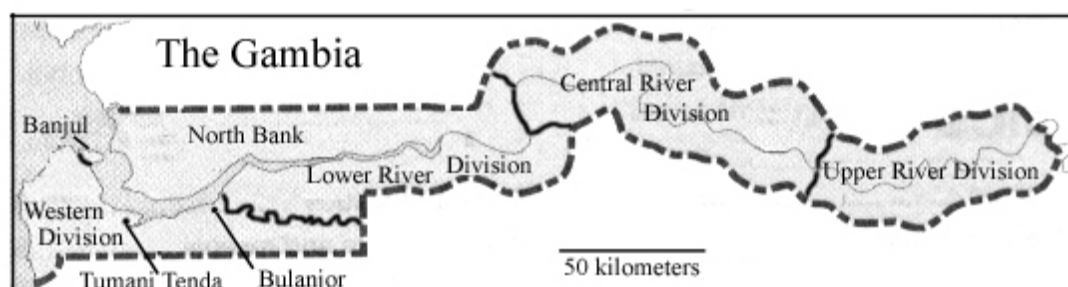 The Gambia
Central River
Division
Banjul
North Bank
Lower River
Division
Upper River Division
Western
Division
Tumani Tenda
Bulanjor
50 kilometers